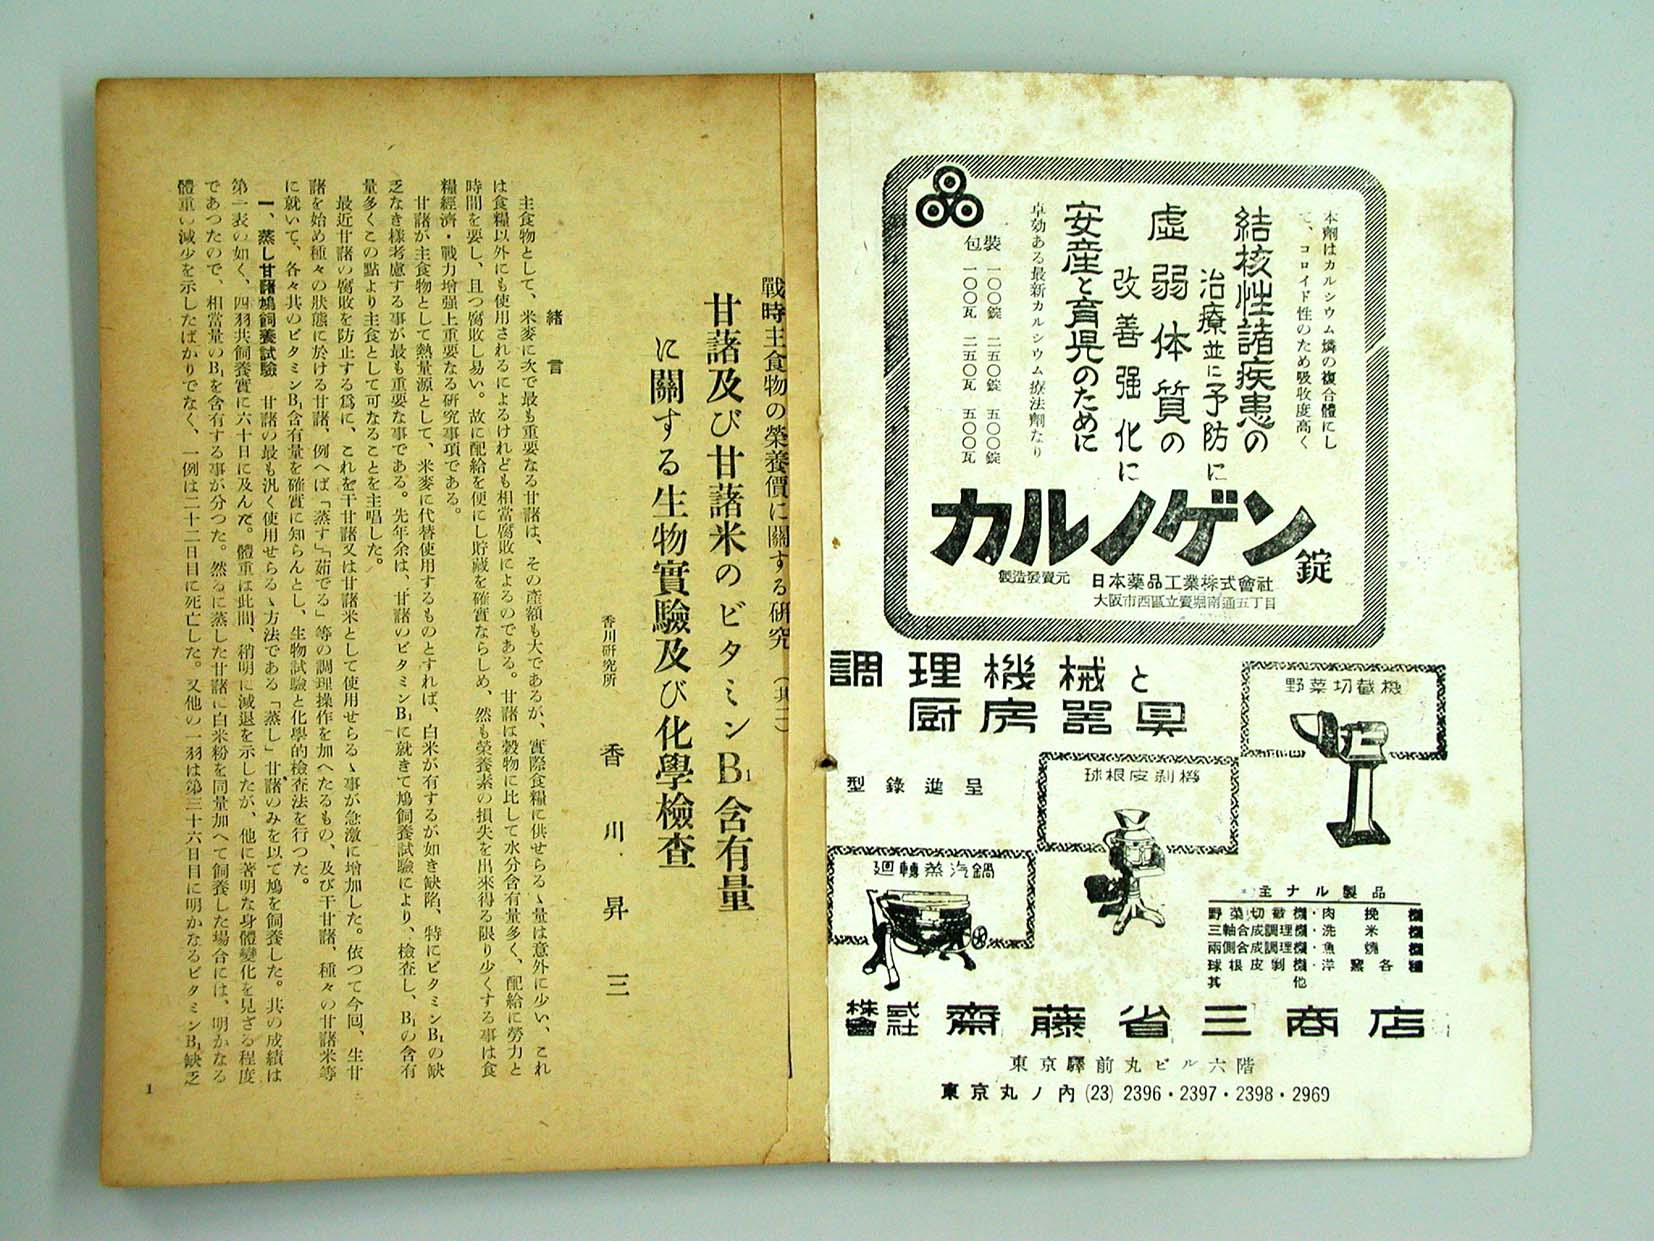 本劑はカルシウム燐の複合體にし
て、コロイド性のため吸收度高く
結核性諸疾患の
治療並に予防に
虚弱体質の
改善强化に
安産と育児のために
卓効ある最新カルシウム療法劑なり
包裝
一〇〇錠 二五〇錠 五〇〇錠
一〇〇瓦 二五〇瓦 五〇〇瓦
カルノゲン錠
製造發賣元 日本薬品工業株式會社
大阪市西區立賣堀南通五丁目
調理機械と
厨房器具
野菜切截機
球根皮剥機
型錄進呈
廻轉蒸汽鍋
主ナル製品
野菜切截機・肉挽機
三軸合成調理機・洗米機
兩側合成調理機・魚燒機
球根皮剥機・洋竃各種
其他
株式會社 齋藤省三商店
東京驛前丸ビル六階
東京丸ノ內(23)2396・2397・2398・2969
戰時主食物の榮養價に關する硏究(其二)
甘藷及び甘藷米のビタミンB₁含有量
に關する生物實驗及び化學檢查
香川硏究所 香川昇三
緖言
主食物として、米麥に次で最も重要なる甘諸は、その產額も大であるが、實際食糧に供せらるゝ量は意外に少い、これ
は食糧以外にも使用されるによるけれども相當腐敗によるのである。甘諸は穀物に比して水分含有量多く、配給に勞力と
時間を要し、且つ腐敗し易い。故に配給を便にし貯藏を確實ならしめ、然も榮養素の損失を出來得る限り少くする事は食
糧經濟・戰力增强上重要なる硏究事項である。
甘諸が主食物として熱量源として、米麥に代替使用するものとすれば、白米が有するが如き缺陷、特にビタミンB₁の缺
乏なき樣考慮する事が最も重要な事である。先年余は、甘諸のビタミンB₁に就きて鳩飼養試驗により、檢查し、B₁の含有
量多くこの點より主食として可なることを主唱した。
最近甘諸の腐敗を防止する爲に、これを干甘諸又は甘諸米として使用せらるゝ事が急激に增加した。依つて今回、生甘
諸を始め種々の狀態に於ける甘諸、例へば「蒸す」「茹でる」等の調理操作を加へたるもの、及び干甘諸、種々の甘諸米等
に就いて、各々其のビタミンB₁含有量を確實に知らんとし、生物試驗と化學的檢查法を行つた。
一、蒸し甘諸鳩飼養試驗 甘諸の最も汎く使用せらるゝ方法である「蒸し」甘諸のみを以て鳩を飼養した。其の成績は
第一表の如く、四羽共飼養實に六十日に及んだ。體重は此間、稍明に減退を示したが、他に著明な身體變化を見ざる程度
であつたので、相當量のB₁を含有する事が分つた。然るに蒸した甘諸に白米粉を同量加へて飼養した場合には、明かなる
體重の減少を示したばかりでなく、一例は二十二日目に死亡した。又他の一羽は第三十六日目に明かなるビタミンB₁缺乏
1